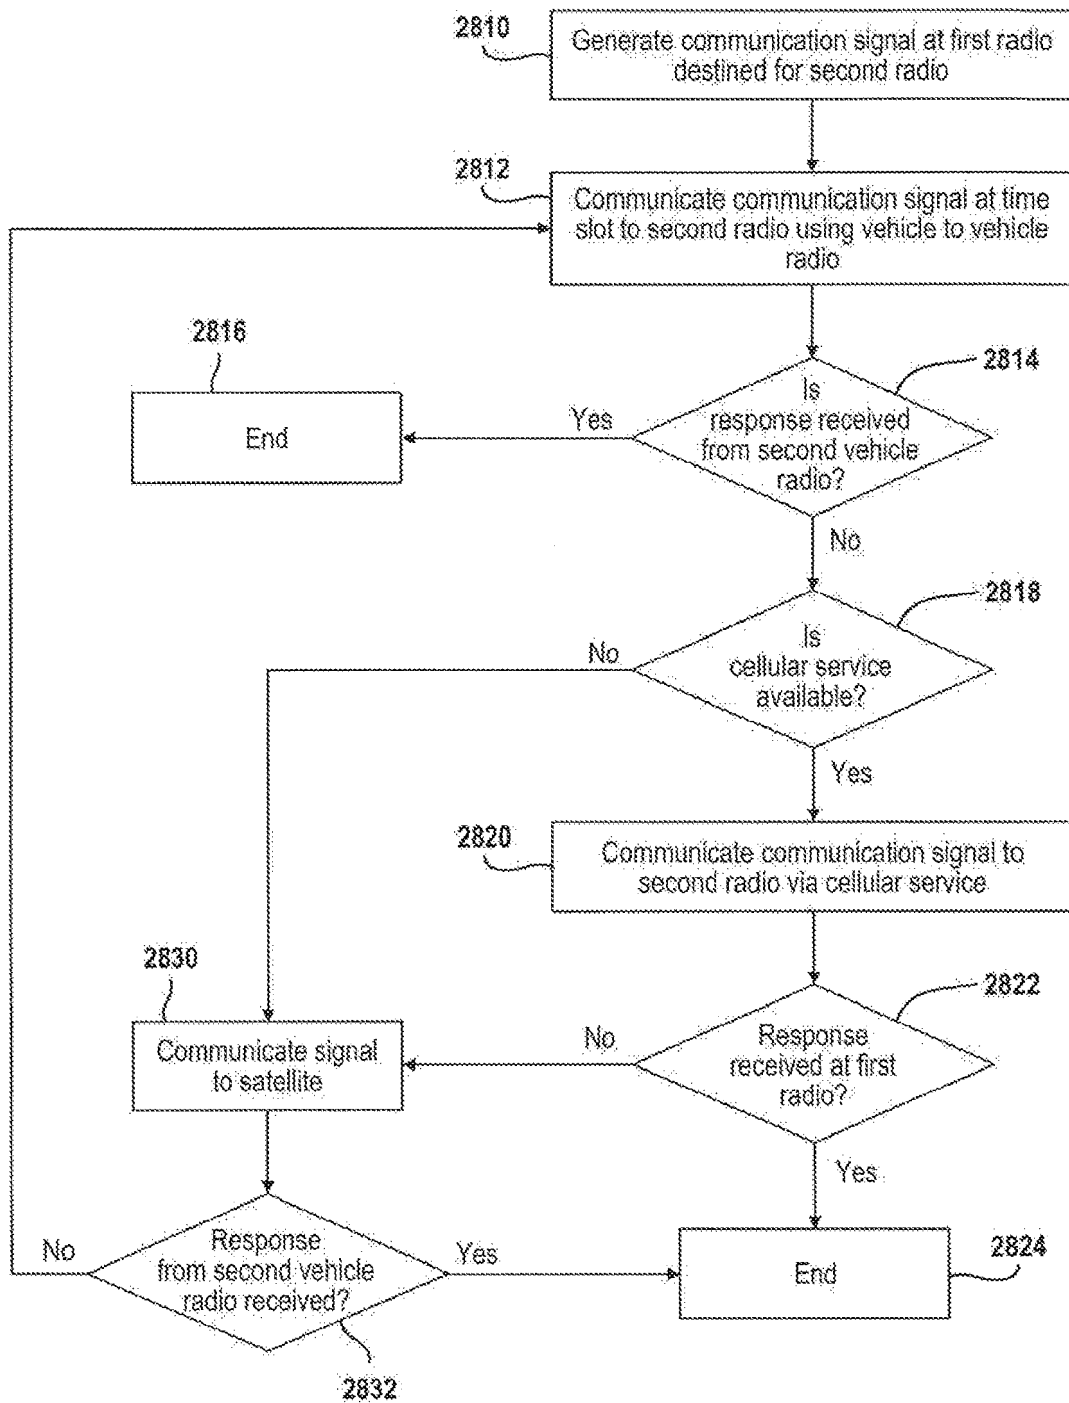 2810
Generate communication signal at first radio
destined for second radio
2812
Communicate communication signal at time
slot to second radio using vehicle to vehicle
radio
2816
End
Yes
2814
Is
response received
from second vehicle
radio?
No
2818
Is
cellular service
available?
No
Yes
2820
Communicate communication signal to
second radio via cellular service
2830
Communicate signal
to satellite
No
2822
Response
received at first
radio?
Yes
No
Response
from second vehicle
radio received?
Yes
2832
End
2824